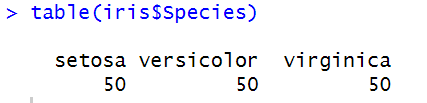 > table(iris$Species)
setosa versicolor virginica
50 50 50